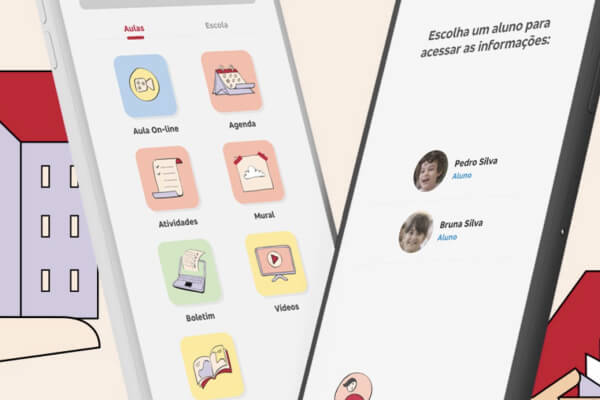 Aulas
Escola
Aula On-line
Agenda
Atividades
Mural
Boletim
Vídeos
Escolha um aluno para
acessar as informações:
Pedro Silva
Aluno
Bruna Silva
Aluno